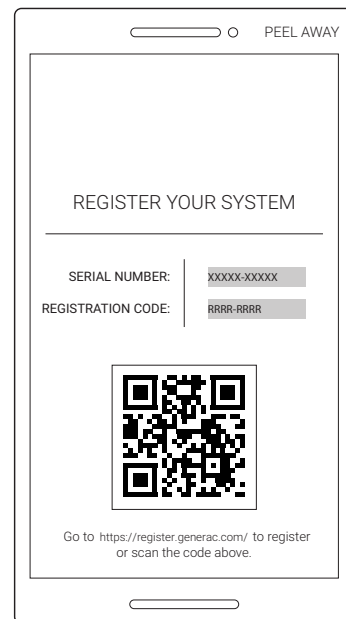 PEEL AWAY
REGISTER YOUR SYSTEM
SERIAL NUMBER: XXXXX-XXXXX
REGISTRATION CODE: RRRR-RRRR
Go to https://register.generac.com/ to register
or scan the code above.